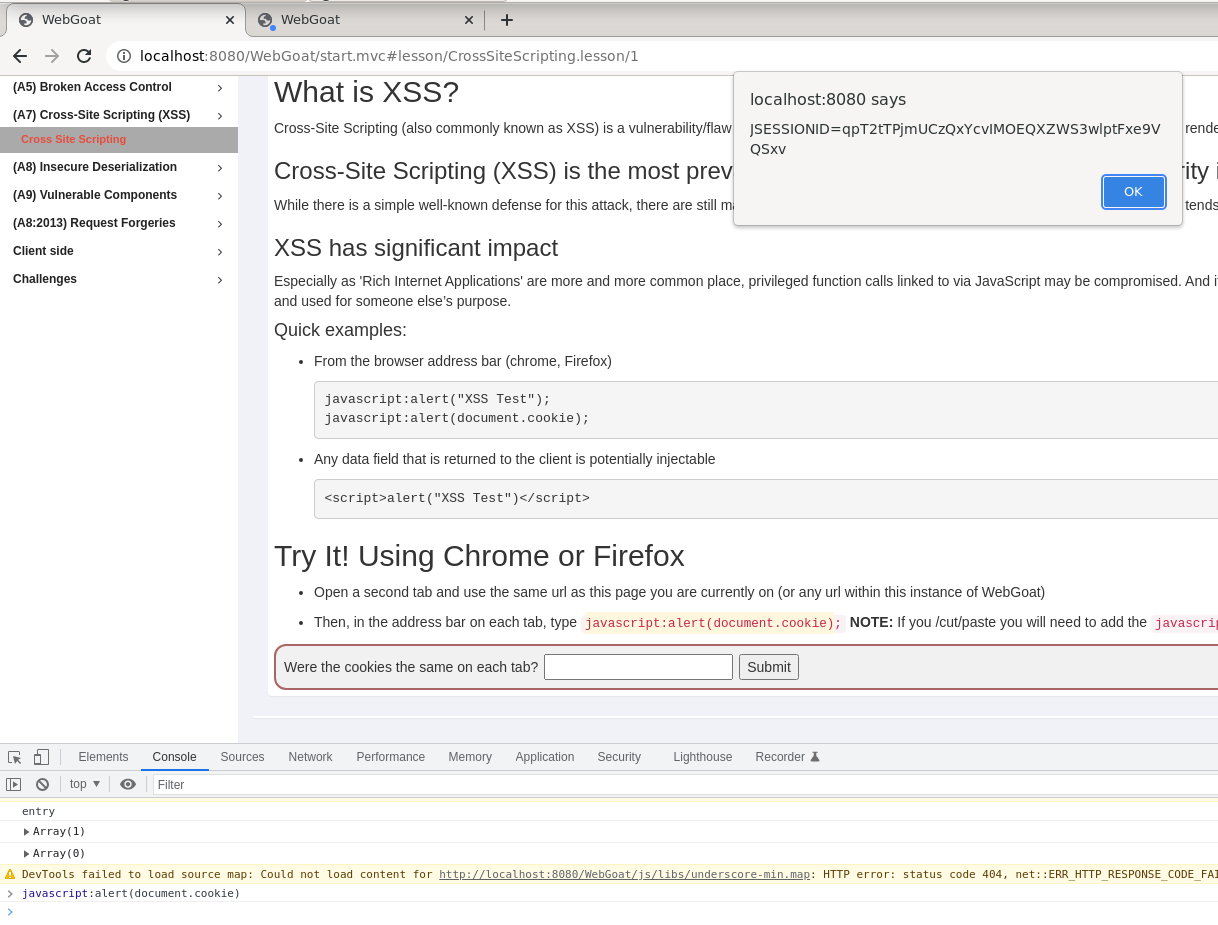 WebGoat
WebGoat
localhost:8080/WebGoat/start.mvc#lesson/CrossSiteScripting.lesson/1
(A5) Broken Access Control
(A7) Cross-Site Scripting (XSS)
Cross Site Scripting
(A8) Insecure Deserialization
(A9) Vulnerable Components
(A8:2013) Request Forgeries
Client side
Challenges
localhost:8080 says
JSESSIONID=qpT2tTPjmUCzQxYcvIMOEQXZWS3wlptFxe9V
QSxv
OK
What is XSS?
Cross-Site Scripting (also commonly known as XSS) is a vulnerability/flaw rende
Cross-Site Scripting (XSS) is the most prev rity i
While there is a simple well-known defense for this attack, there are still ma tends
XSS has significant impact
Especially as 'Rich Internet Applications' are more and more common place, privileged function calls linked to via JavaScript may be compromised. And i
and used for someone else’s purpose.
Quick examples:
• From the browser address bar (chrome, Firefox)
javascript:alert("XSS Test");
javascript:alert(document.cookie);
• Any data field that is returned to the client is potentially injectable
<script>alert("XSS Test")</script>
Try It! Using Chrome or Firefox
• Open a second tab and use the same url as this page you are currently on (or any url within this instance of WebGoat)
• Then, in the address bar on each tab, type javascript:alert(document.cookie); NOTE: If you /cut/paste you will need to add the javascrip
Were the cookies the same on each tab? Submit
Elements Console Sources Network Performance Memory Application Security Lighthouse Recorder
top Filter
entry
Array(1)
Array(0)
DevTools failed to load source map: Could not load content for http://localhost:8080/WebGoat/js/libs/underscore-min.map: HTTP error: status code 404, net::ERR_HTTP_RESPONSE_CODE_FAI
javascript:alert(document.cookie)